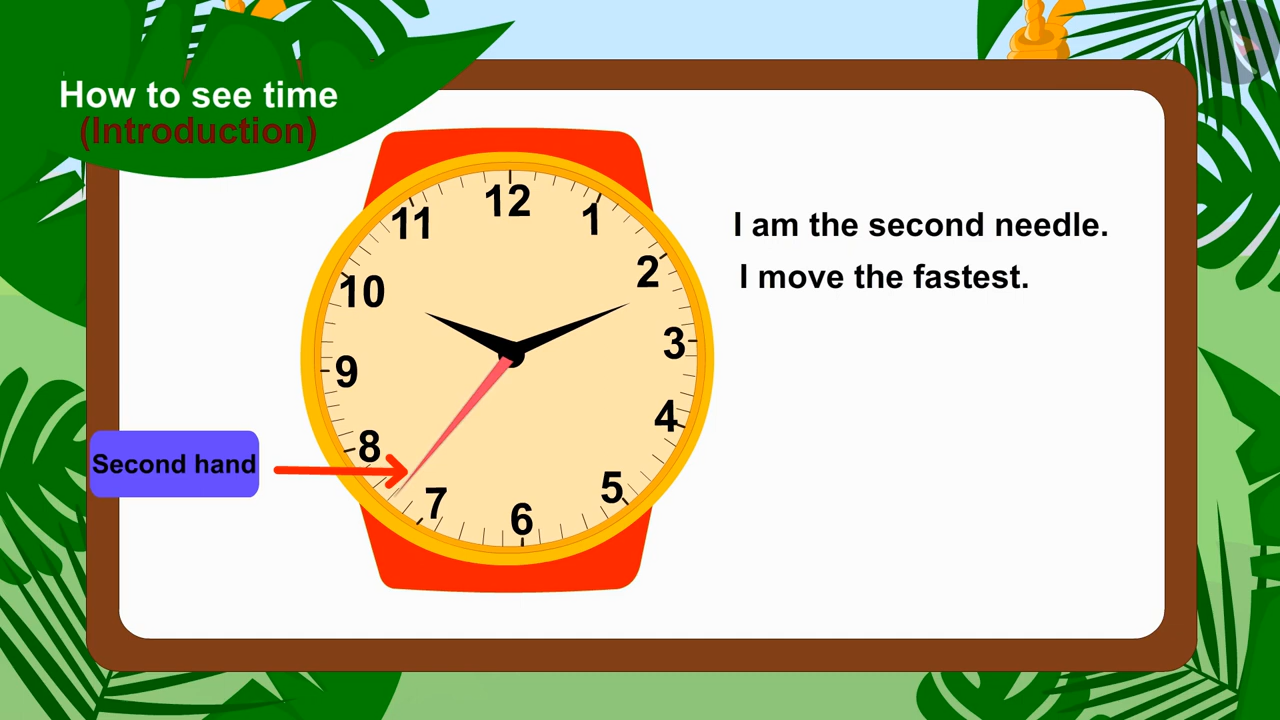 How to see time
(Introduction)
12
11
1
10
2
9
3
8
4
7
5
6
I am the second needle.
I move the fastest.
Second hand